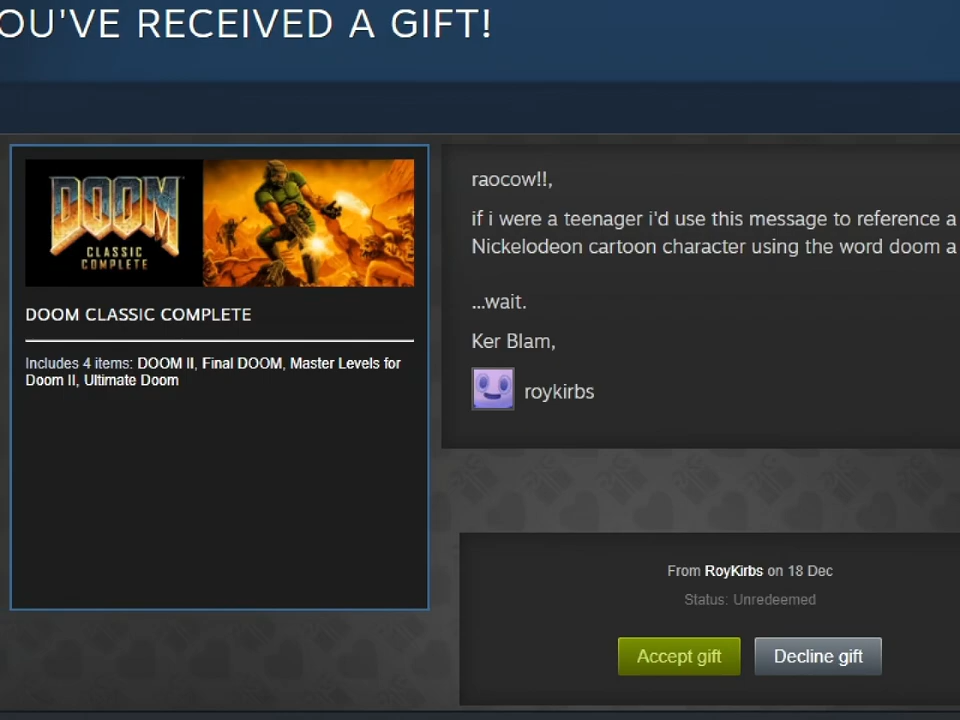 OU'VE RECEIVED A GIFT!
DOOM
CLASSIC
COMPLETE
DOOM CLASSIC COMPLETE
Includes 4 items: DOOM II, Final DOOM, Master Levels for
Doom II, Ultimate Doom
raocow!!,
if i were a teenager i'd use this message to reference a
Nickelodeon cartoon character using the word doom a
...wait.
Ker Blam,
roykirbs
From RoyKirbs on 18 Dec
Status: Unredeemed
Accept gift
Decline gift